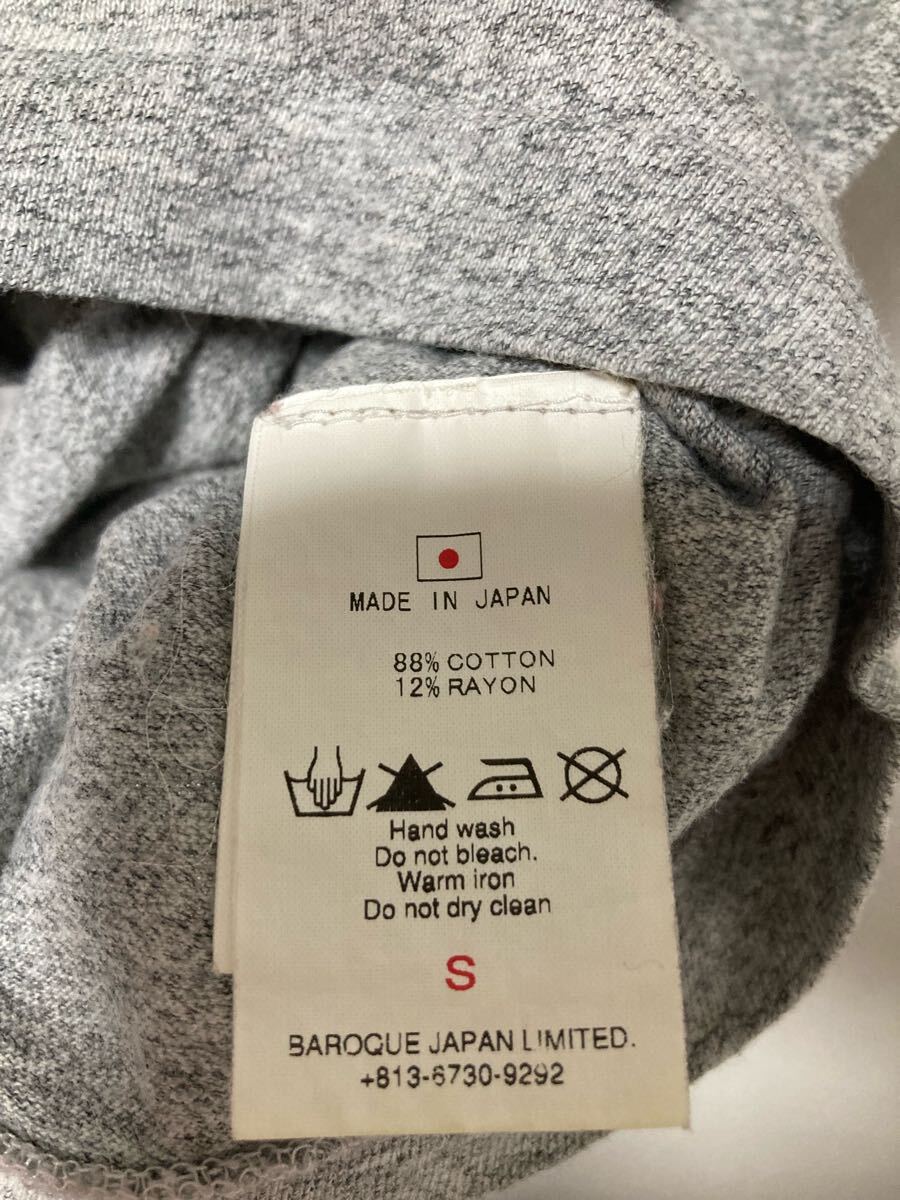 MADE IN JAPAN
88% COTTON
12% RAYON
Hand wash
Do not bleach.
Warm iron
Do not dry clean
S
BAROQUE JAPAN LIMITED.
+813-6730-9292